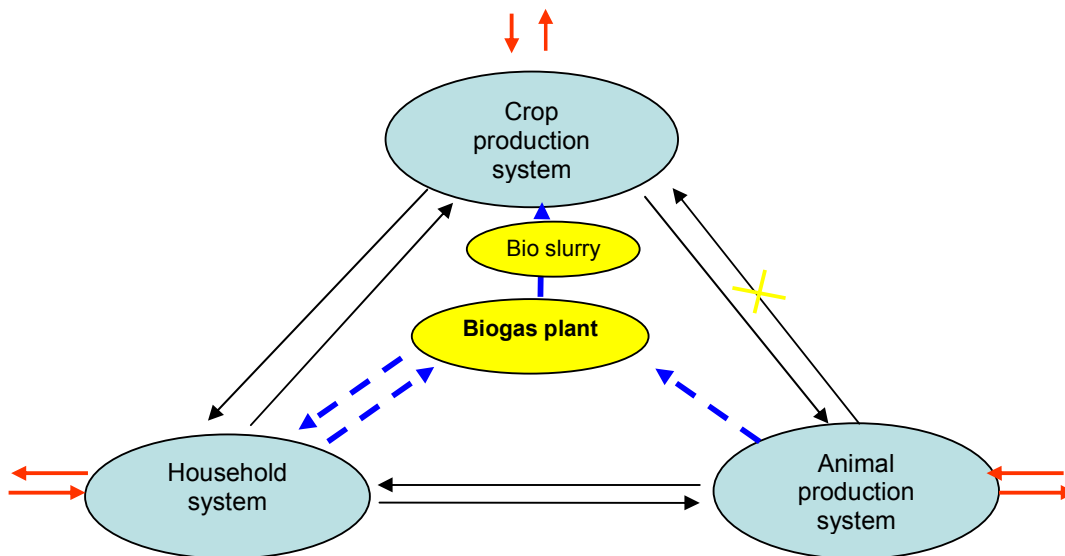 Crop
production
system
Bio slurry
Biogas plant
Household
system
Animal
production
system